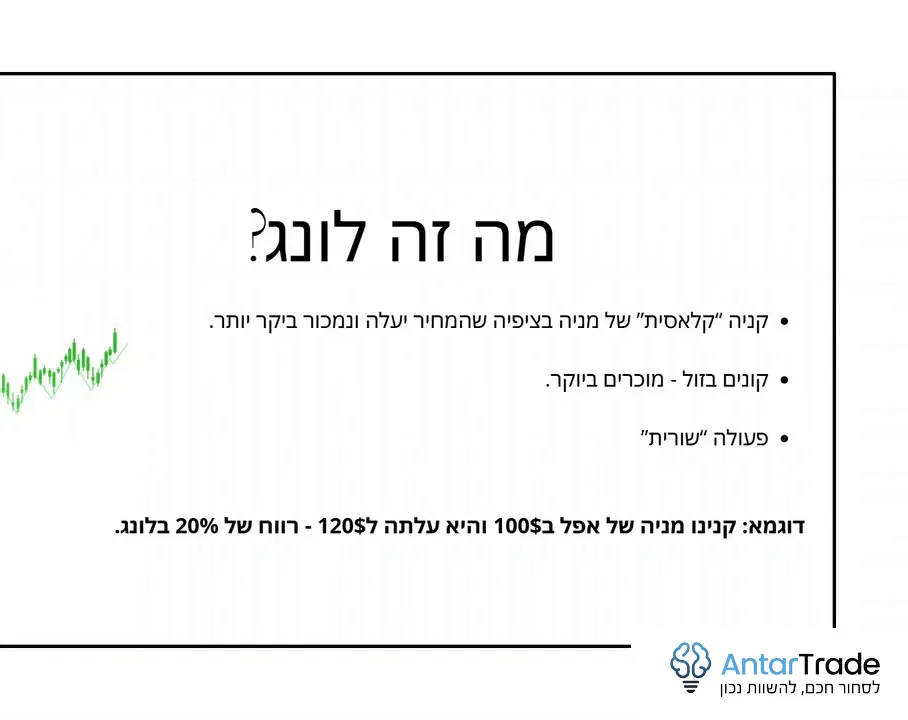 מה זה לונג?
• קניה “קלאסית” של מניה בציפיה שהמחיר יעלה ונמכור ביקר יותר.
• קונים בזול - מוכרים ביוקר.
• פעולה “שורית”
דוגמא: קנינו מניה של אפל ב100$ והיא עלתה ל120$ - רווח של 20% בלונג.
AntarTrade
לסחור חכם, להשוות נכון